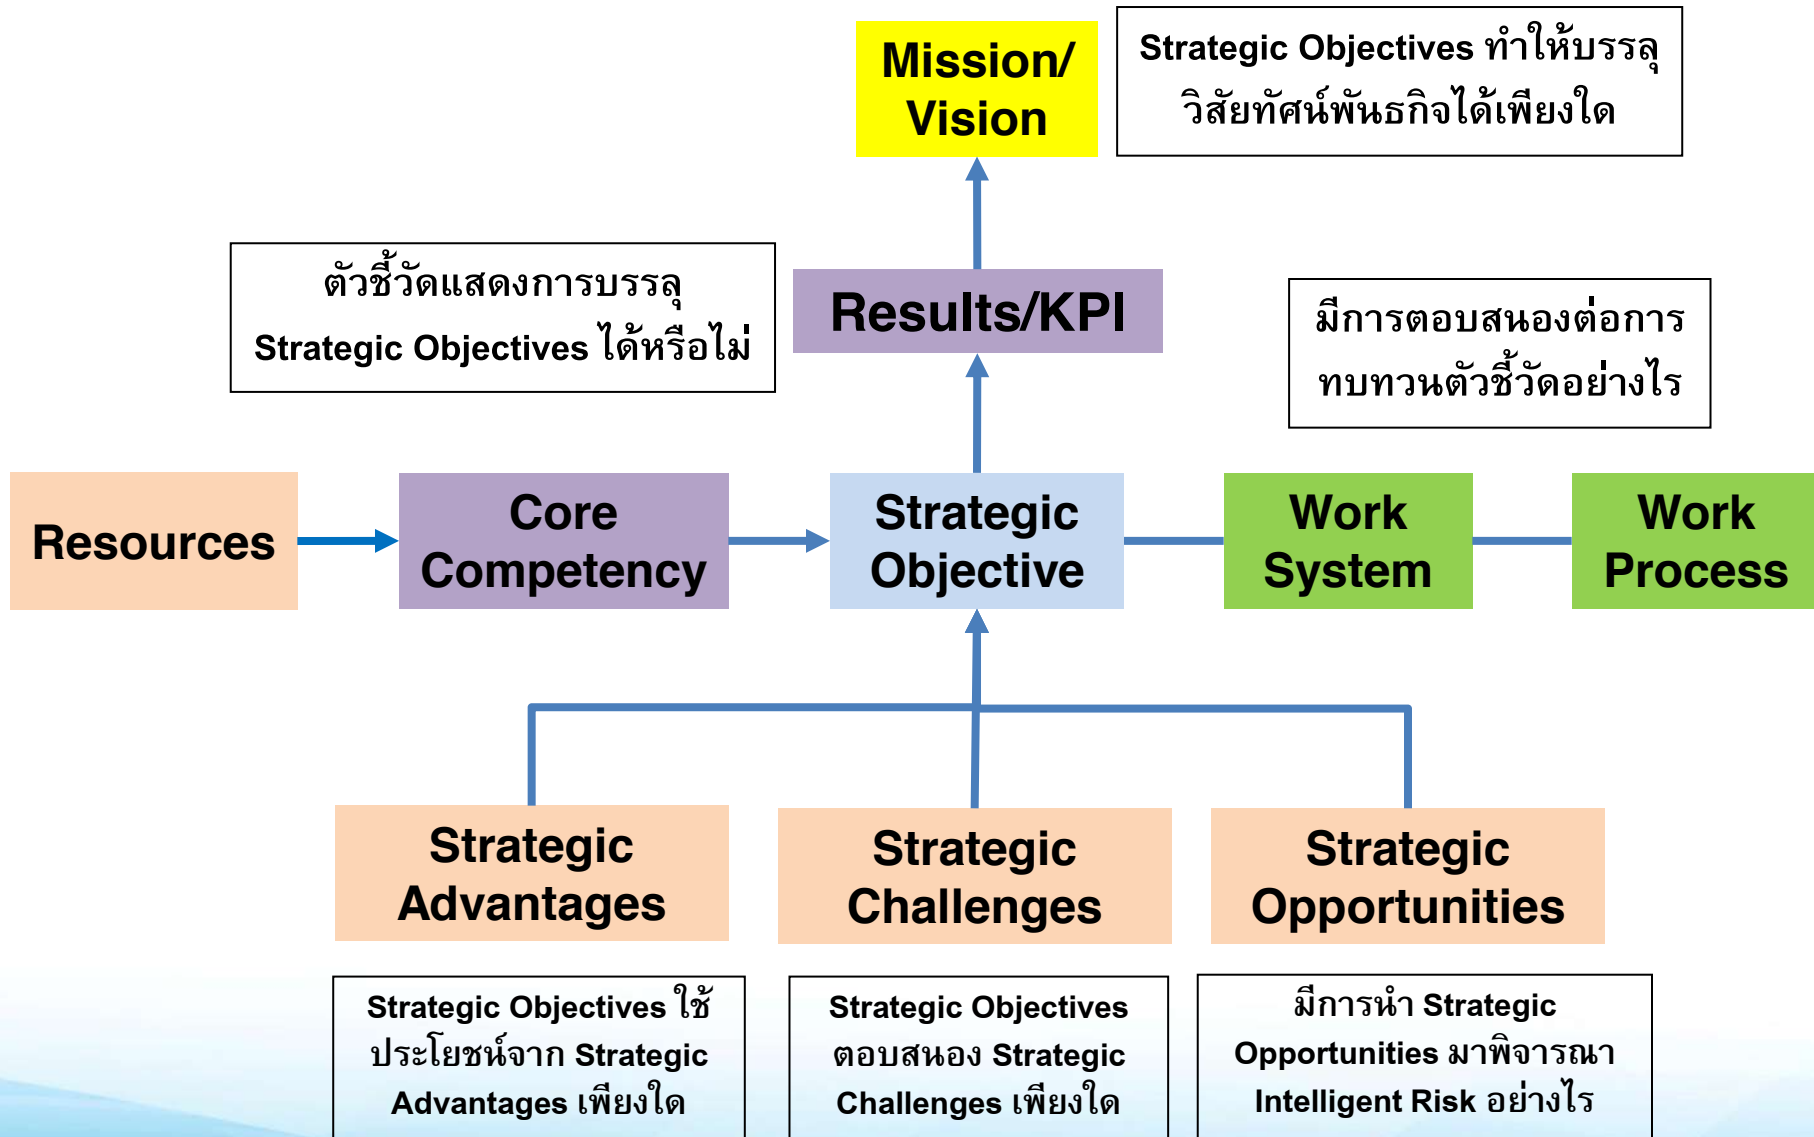 Mission/
Vision
Strategic Objectives ทำให้บรรลุ
วิสัยทัศน์พันธกิจได้เพียงใด
ตัวชี้วัดแสดงการบรรลุ
Strategic Objectives ได้หรือไม่
Results/KPI
มีการตอบสนองต่อการ
ทบทวนตัวชี้วัดอย่างไร
Resources
Core
Competency
Strategic
Objective
Work
System
Work
Process
Strategic
Advantages
Strategic
Challenges
Strategic
Opportunities
Strategic Objectives ใช้
ประโยชน์จาก Strategic
Advantages เพียงใด
Strategic Objectives
ตอบสนอง Strategic
Challenges เพียงใด
มีการนำ Strategic
Opportunities มาพิจารณา
Intelligent Risk อย่างไร